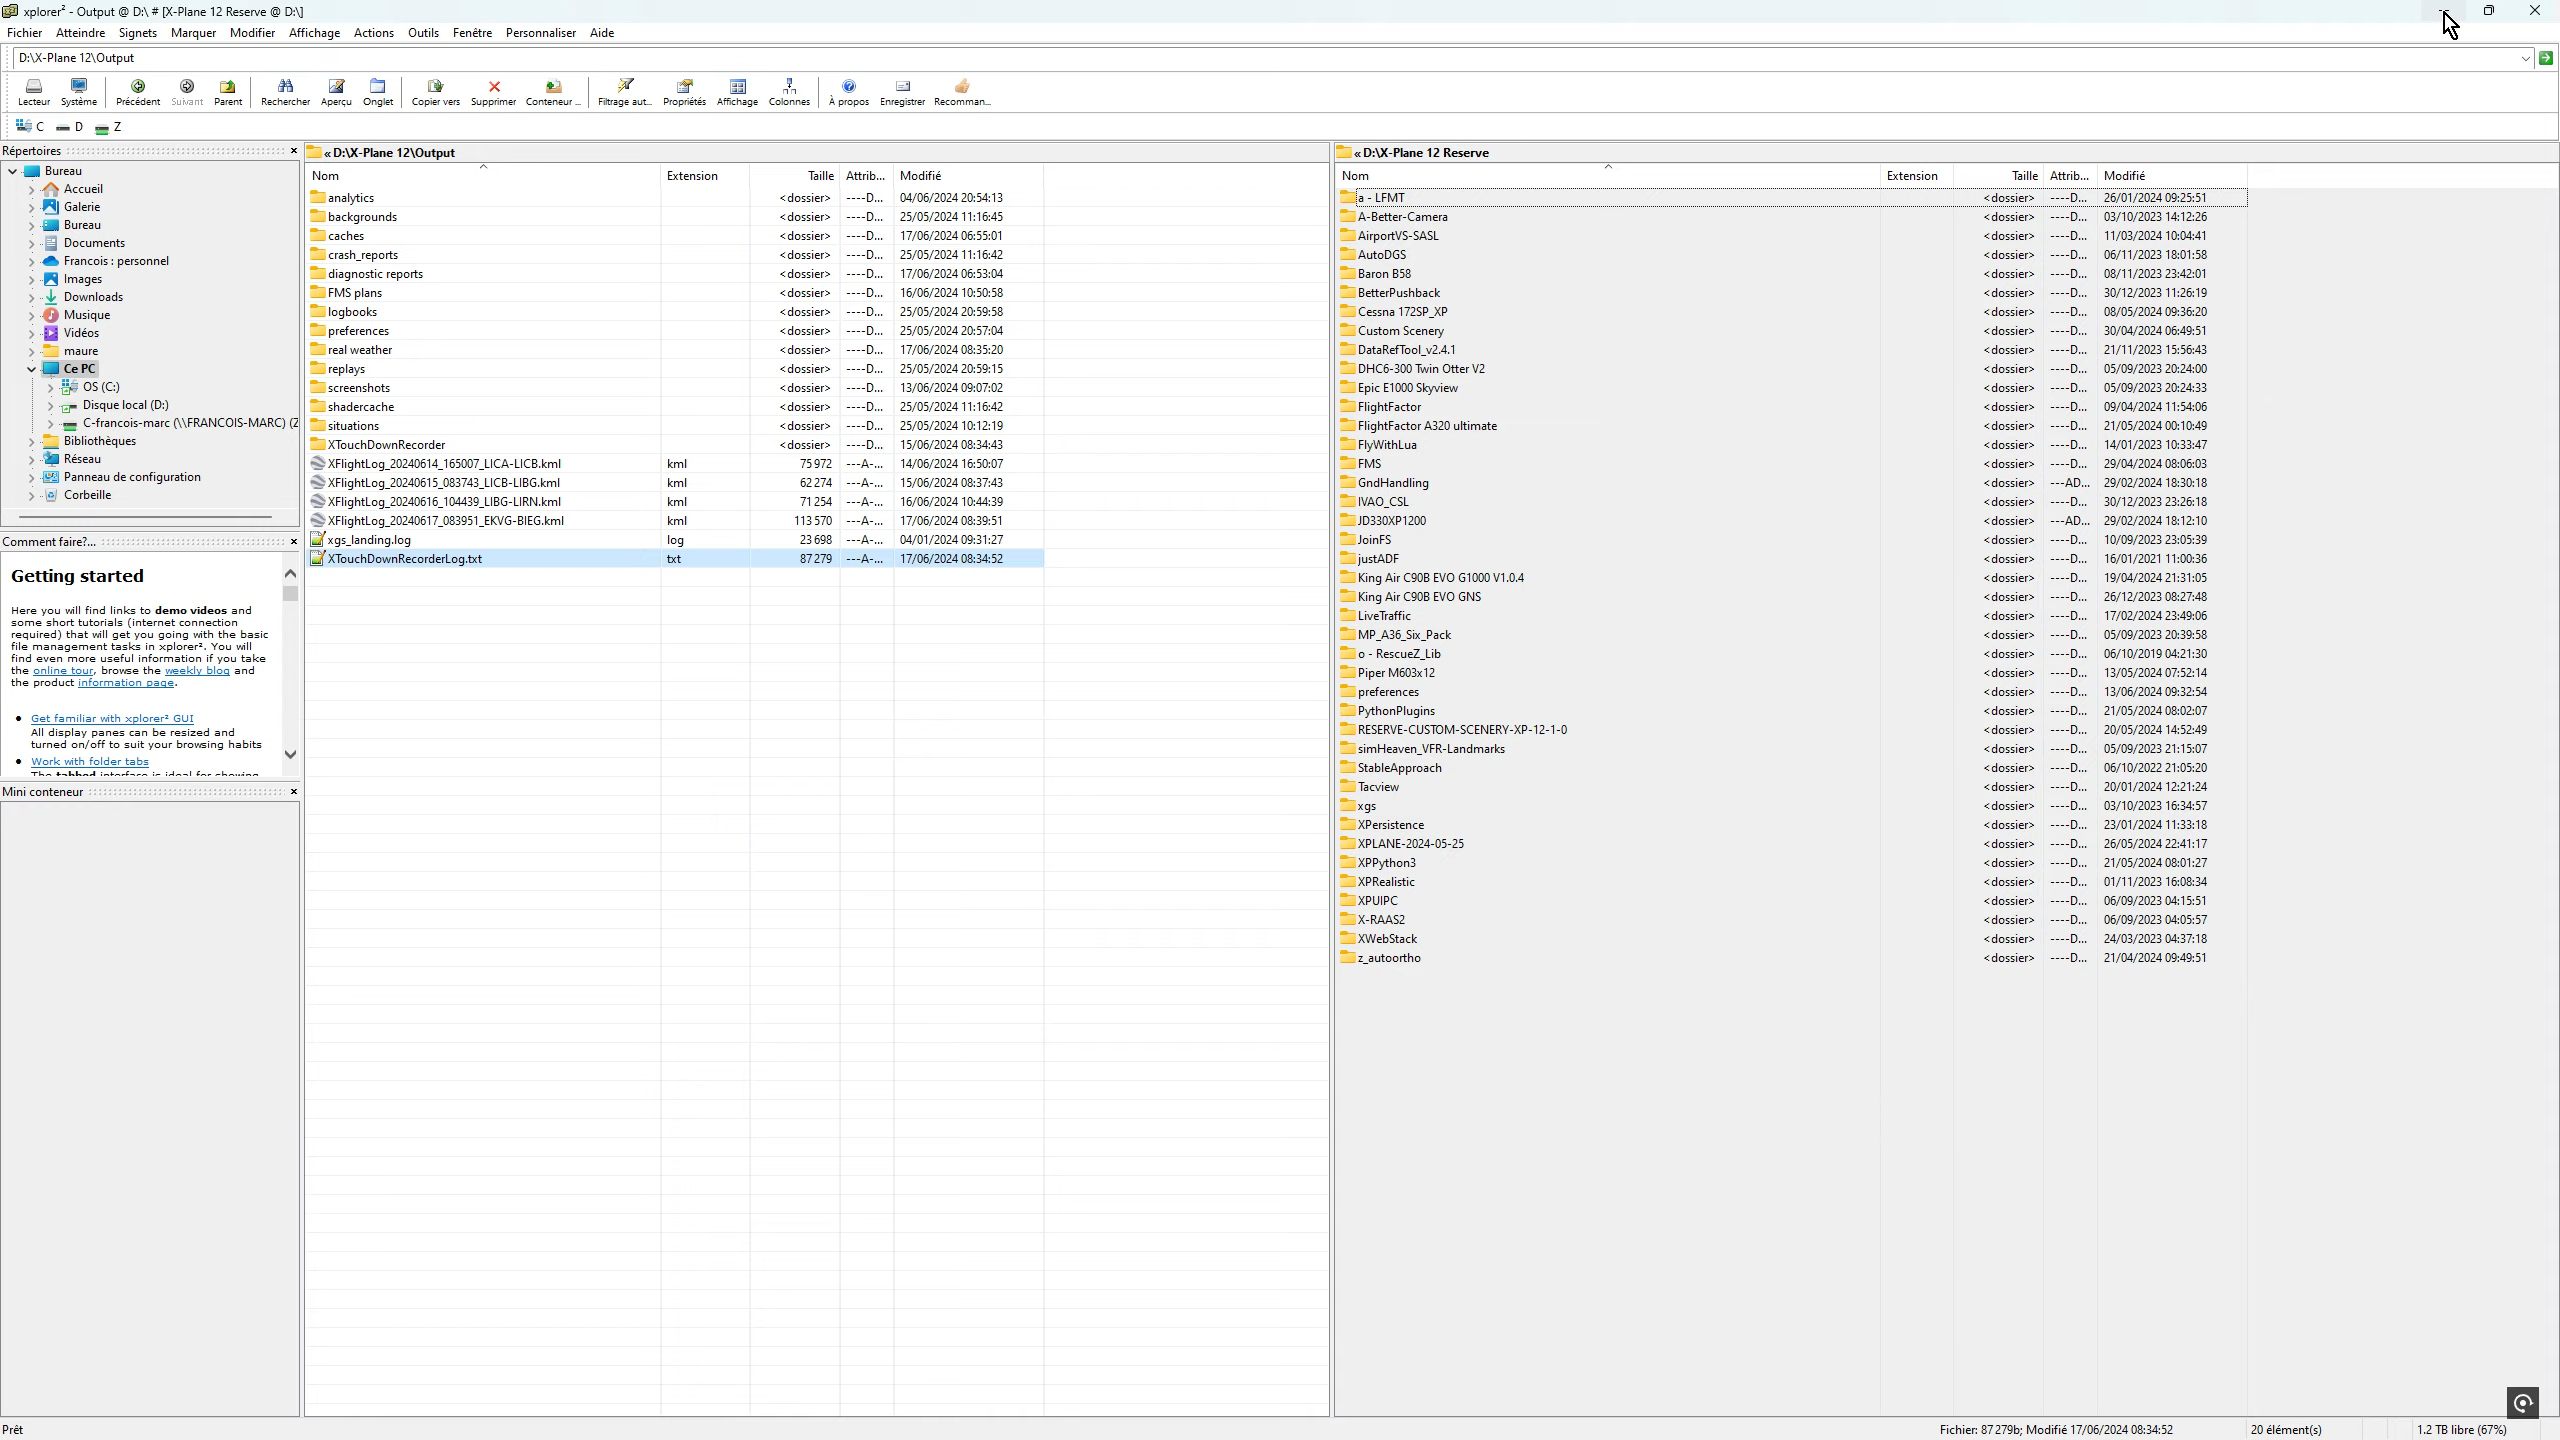 xplorer² - Output @ D:\ # [X-Plane 12 Reserve @ D:\]
Fichier Atteindre Signets Marquer Modifier Affichage Actions Outils Fenêtre Personaliser Aide
D:\X-Plane 12\Output
Lecteur Système Précédent Suivant Parent Rechercher Aperçu Onglet Copier vers Supprimer Conteneur ... Filtrage aut... Propriétés Affichage Colonnes À propos Enregistrer Recomman...
C D Z
Répertoires
Bureau
Accueil
Galerie
Bureau
Documents
Francois : personnel
Images
Downloads
Musique
Vidéos
maure
Ce PC
OS (C:)
Disque local (D:)
C-francois-marc (\\FRANCOIS-MARC) (Z
Bibliothèques
Réseau
Panneau de configuration
Corbeille
Comment faire?...
Getting started
Here you will find links to demo videos and
some short tutorials (internet connection
required) that will get you going with the basic
file management tasks in xplorer². You will
find even more useful information if you take
the online tour, browse the weekly blog and
the product information page.
• Get familiar with xplorer² GUI
All display panes can be resized and
turned on/off to suit your browsing habits
• Work with folder tabs
The tabbed interface is ideal for showing
Mini conteneur
« D:\X-Plane 12\Output
Nom Extension Taille Attrib... Modifié
analytics <dossier> ----D... 04/06/2024 20:54:13
backgrounds <dossier> ----D... 25/05/2024 11:16:45
caches <dossier> ----D... 17/06/2024 06:55:01
crash_reports <dossier> ----D... 25/05/2024 11:16:42
diagnostic reports <dossier> ----D... 17/06/2024 06:53:04
FMS plans <dossier> ----D... 16/06/2024 10:50:58
logbooks <dossier> ----D... 25/05/2024 20:59:58
preferences <dossier> ----D... 25/05/2024 20:57:04
real weather <dossier> ----D... 17/06/2024 08:35:20
replays <dossier> ----D... 25/05/2024 20:59:15
screenshots <dossier> ----D... 13/06/2024 09:07:02
shadercache <dossier> ----D... 25/05/2024 11:16:42
situations <dossier> ----D... 25/05/2024 10:12:19
XTouchDownRecorder <dossier> ----D... 15/06/2024 08:34:43
XFlightLog_20240614_165007_LICA-LICB.kml kml 75 972 ---A-... 14/06/2024 16:50:07
XFlightLog_20240615_083743_LICB-LIBG.kml kml 62 274 ---A-... 15/06/2024 08:37:43
XFlightLog_20240616_104439_LIBG-LIRN.kml kml 71 254 ---A-... 16/06/2024 10:44:39
XFlightLog_20240617_083951_EKVG-BIEG.kml kml 113 570 ---A-... 17/06/2024 08:39:51
xgs_landing.log log 23 698 ---A-... 04/01/2024 09:31:27
XTouchDownRecorderLog.txt txt 87 279 ---A-... 17/06/2024 08:34:52
« D:\X-Plane 12 Reserve
Nom Extension Taille Attrib... Modifié
a - LFMT <dossier> ----D... 26/01/2024 09:25:51
A-Better-Camera <dossier> ----D... 03/10/2023 14:12:26
AirportVS-SASL <dossier> ----D... 11/03/2024 10:04:41
AutoDGS <dossier> ----D... 06/11/2023 18:01:58
Baron B58 <dossier> ----D... 08/11/2023 23:42:01
BetterPushback <dossier> ----D... 30/12/2023 11:26:19
Cessna 172SP_XP <dossier> ----D... 08/05/2024 09:36:20
Custom Scenery <dossier> ----D... 30/04/2024 06:49:51
DataRefTool_v2.4.1 <dossier> ----D... 21/11/2023 15:56:43
DHC6-300 Twin Otter V2 <dossier> ----D... 05/09/2023 20:24:00
Epic E1000 Skyview <dossier> ----D... 05/09/2023 20:24:33
FlightFactor <dossier> ----D... 09/04/2024 11:54:06
FlightFactor A320 ultimate <dossier> ----D... 21/05/2024 00:10:49
FlyWithLua <dossier> ----D... 14/01/2023 10:33:47
FMS <dossier> ----D... 29/04/2024 08:06:03
GndHandling <dossier> ---AD... 29/02/2024 18:30:18
IVAO_CSL <dossier> ----D... 30/12/2023 23:26:18
JD330XP1200 <dossier> ---AD... 29/02/2024 18:12:10
JoinFS <dossier> ----D... 10/09/2023 23:05:39
justADF <dossier> ----D... 16/01/2021 11:00:36
King Air C90B EVO G1000 V1.0.4 <dossier> ----D... 19/04/2024 21:31:05
King Air C90B EVO GNS <dossier> ----D... 26/12/2023 08:27:48
LiveTraffic <dossier> ----D... 17/02/2024 23:49:06
MP_A36_Six_Pack <dossier> ----D... 05/09/2023 20:39:58
o - RescueZ_Lib <dossier> ----D... 06/10/2019 04:21:30
Piper M603x12 <dossier> ----D... 13/05/2024 07:52:14
preferences <dossier> ----D... 13/06/2024 09:32:54
PythonPlugins <dossier> ----D... 21/05/2024 08:02:07
RESERVE-CUSTOM-SCENERY-XP-12-1-0 <dossier> ----D... 20/05/2024 14:52:49
simHeaven_VFR-Landmarks <dossier> ----D... 05/09/2023 21:15:07
StableApproach <dossier> ----D... 06/10/2022 21:05:20
Tacview <dossier> ----D... 20/01/2024 12:21:24
xgs <dossier> ----D... 03/10/2023 16:34:57
XPersistence <dossier> ----D... 23/01/2024 11:33:18
XPLANE-2024-05-25 <dossier> ----D... 26/05/2024 22:41:17
XPPython3 <dossier> ----D... 21/05/2024 08:01:27
XPRealistic <dossier> ----D... 01/11/2023 16:08:34
XPUIPC <dossier> ----D... 06/09/2023 04:15:51
X-RAAS2 <dossier> ----D... 06/09/2023 04:05:57
XWebStack <dossier> ----D... 24/03/2023 04:37:18
z_autoortho <dossier> ----D... 21/04/2024 09:49:51
Prêt Fichier: 87 279b; Modifié 17/06/2024 08:34:52 20 élément(s) 1.2 TB libre (67%)